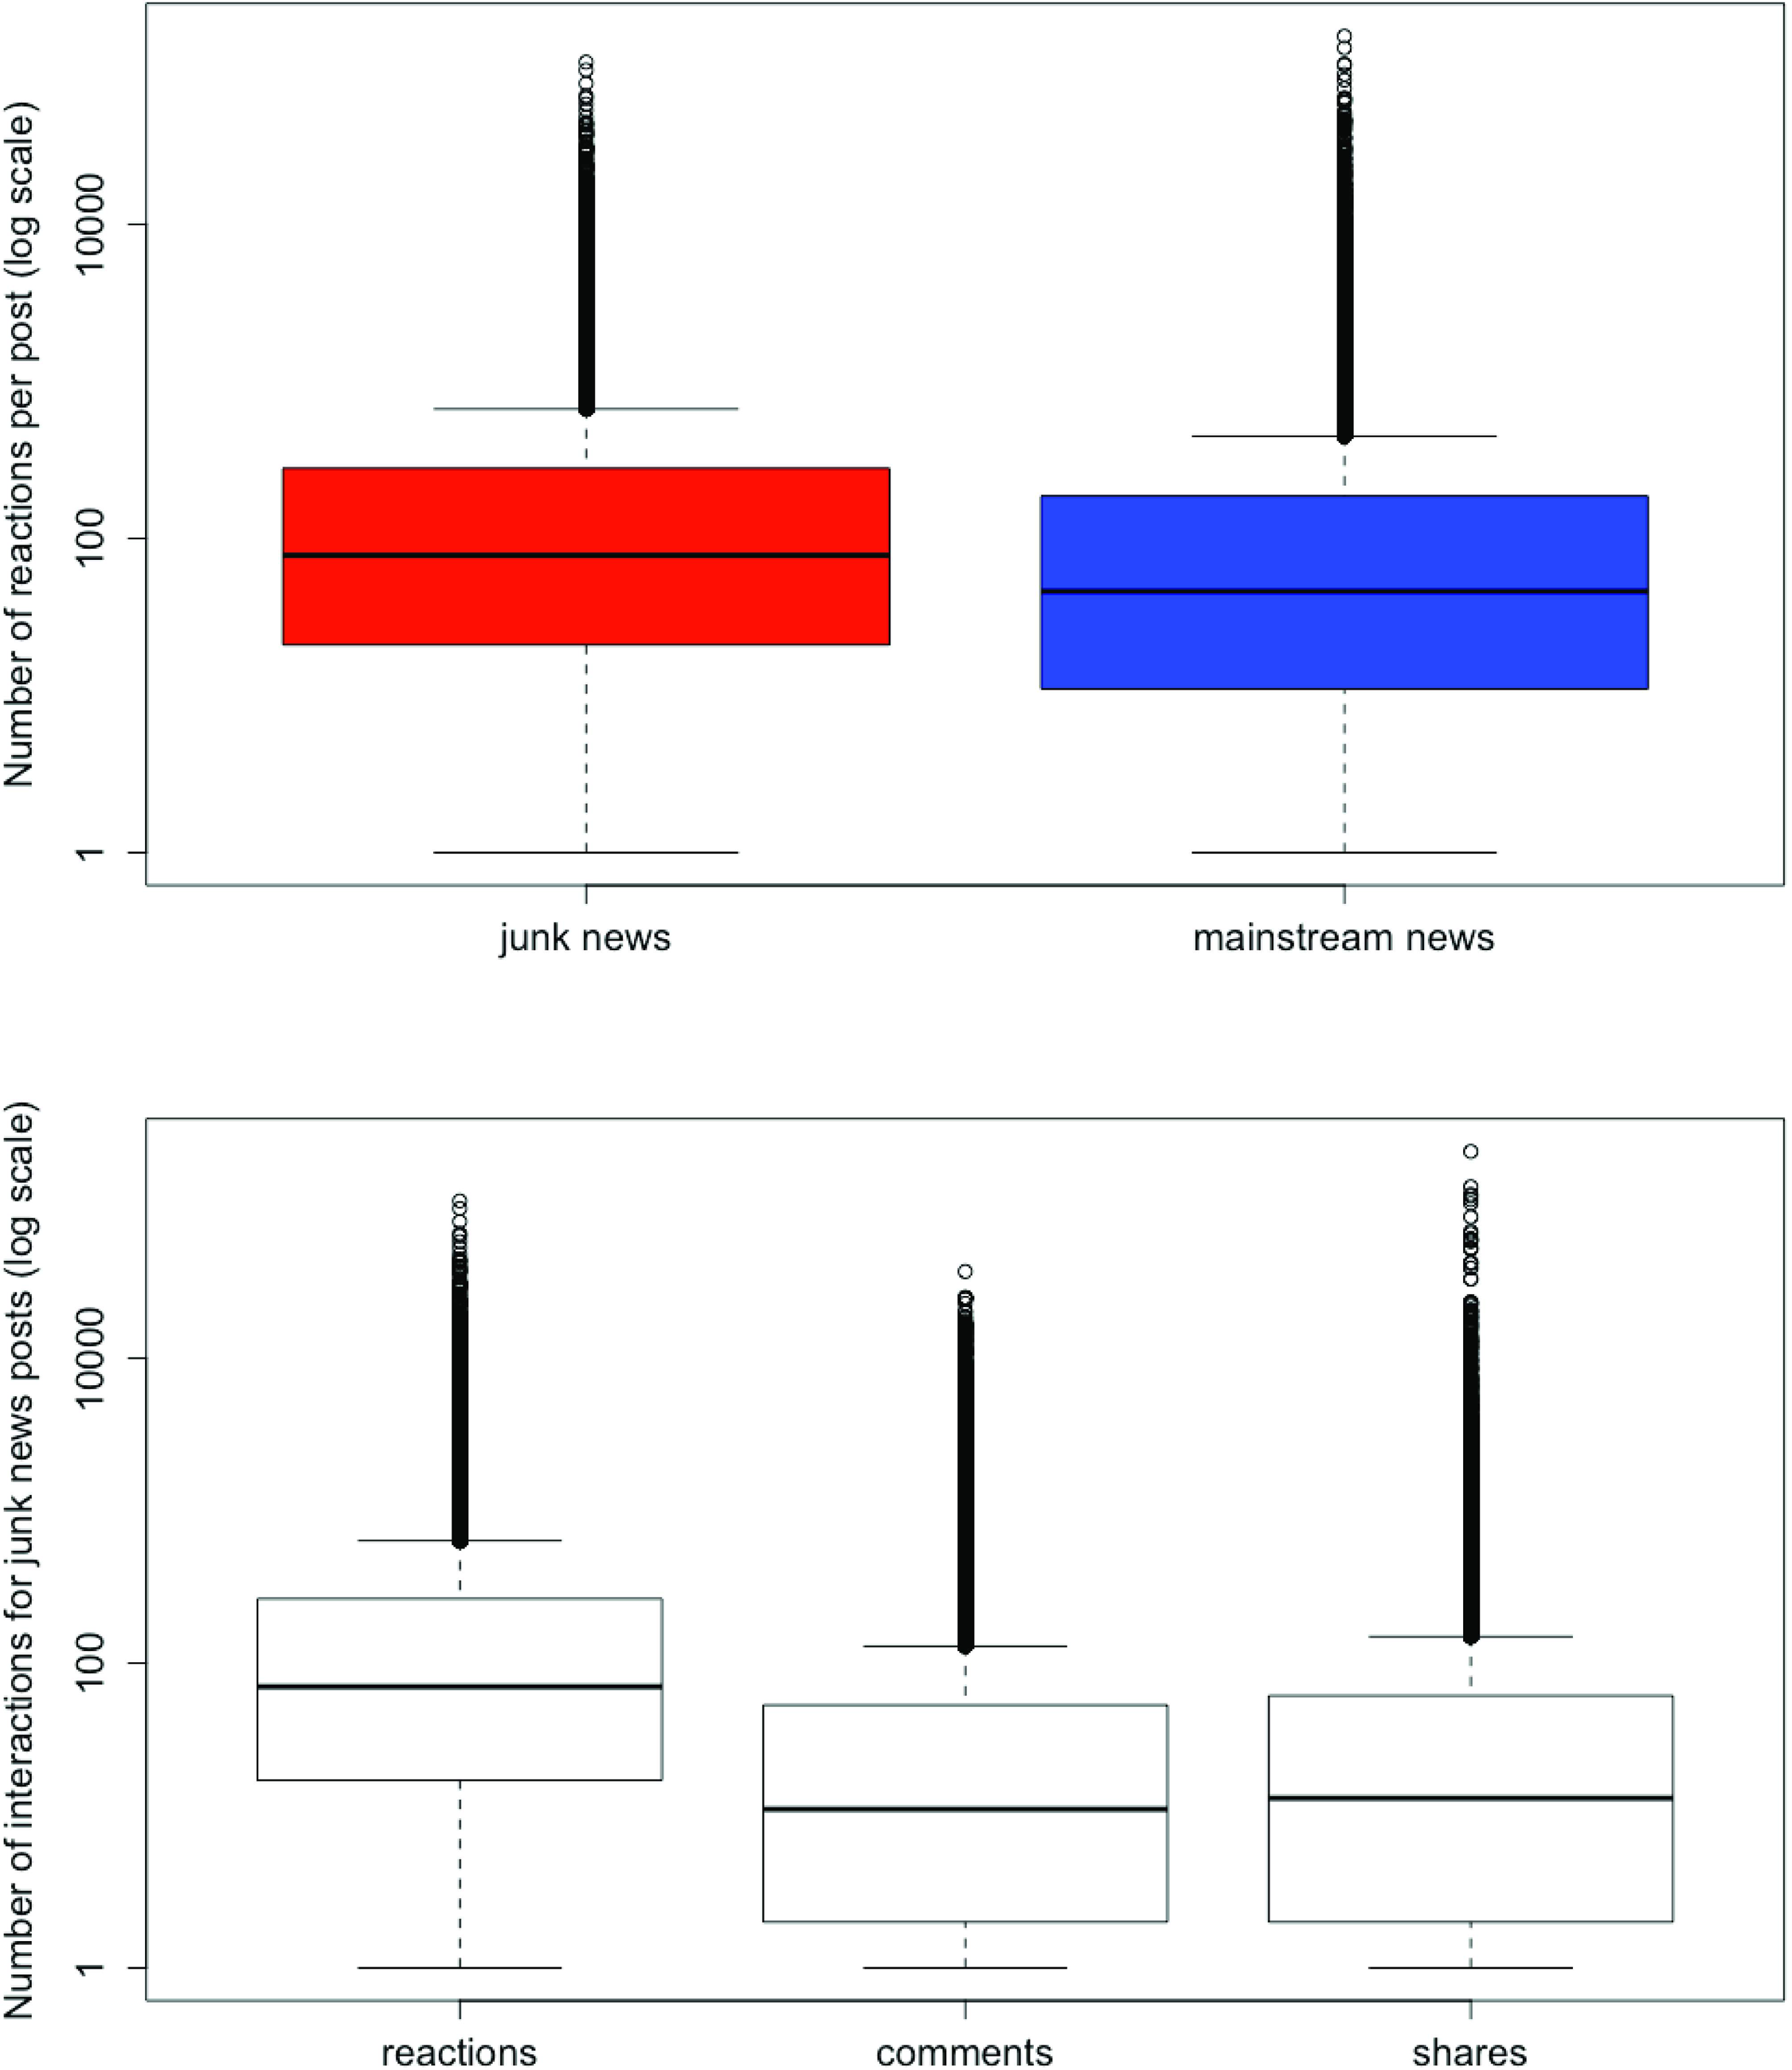 Number of reactions per post (log scale)
10000
100
1
junk news
mainstream news
Number of interactions for junk news posts (log scale)
10000
100
1
reactions
comments
shares